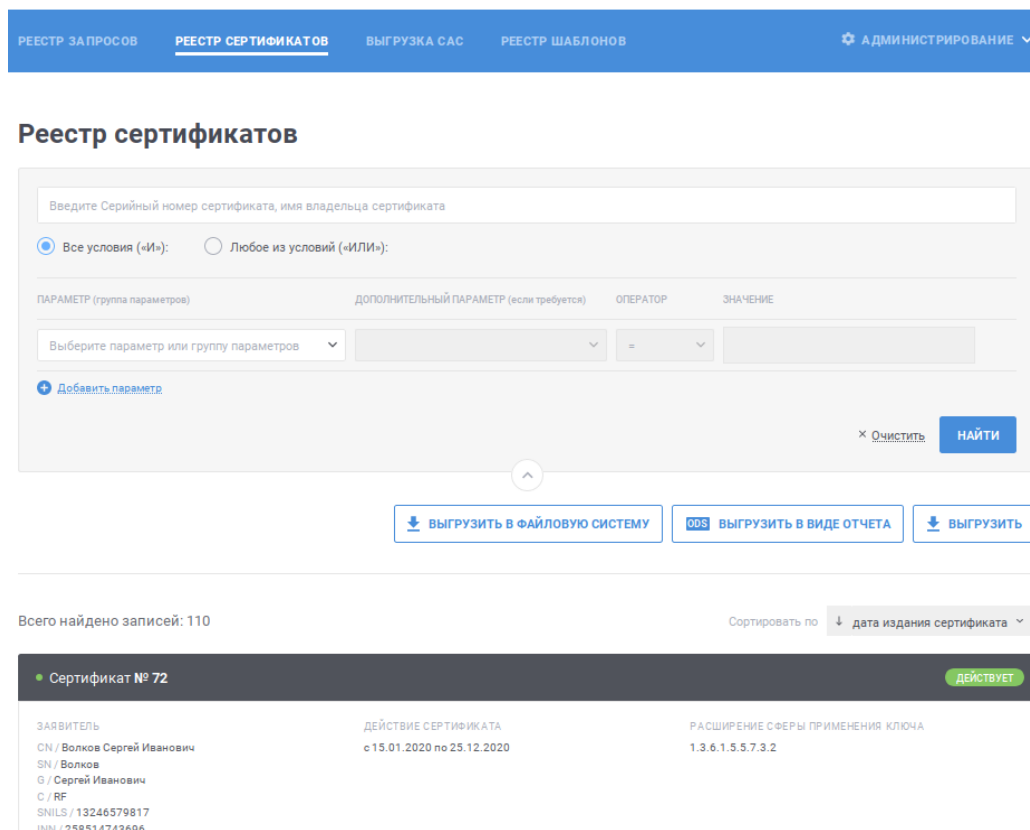 РЕЕСТР ЗАПРОСОВ РЕЕСТР СЕРТИФИКАТОВ ВЫГРУЗКА САС РЕЕСТР ШАБЛОНОВ АДМИНИСТРИРОВАНИЕ
Реестр сертификатов
Введите Серийный номер сертификата, имя владельца сертификата
Все условия («И»): Любое из условий («ИЛИ»):
ПАРАМЕТР (группа параметров) ДОПОЛНИТЕЛЬНЫЙ ПАРАМЕТР (если требуется) ОПЕРАТОР ЗНАЧЕНИЕ
Выберите параметр или группу параметров =
Добавить параметр
× Очистить НАЙТИ
ВЫГРУЗИТЬ В ФАЙЛОВУЮ СИСТЕМУ ODS ВЫГРУЗИТЬ В ВИДЕ ОТЧЕТА ВЫГРУЗИТЬ
Всего найдено записей: 110 Сортировать по ↓ дата издания сертификата
Сертификат № 72 ДЕЙСТВУЕТ
ЗАЯВИТЕЛЬ ДЕЙСТВИЕ СЕРТИФИКАТА РАСШИРЕНИЕ СФЕРЫ ПРИМЕНЕНИЯ КЛЮЧА
CN / Волков Сергей Иванович с 15.01.2020 по 25.12.2020 1.3.6.1.5.5.7.3.2
SN / Волков
G / Сергей Иванович
C / RF
SNILS / 13246579817
INN / 258514743696